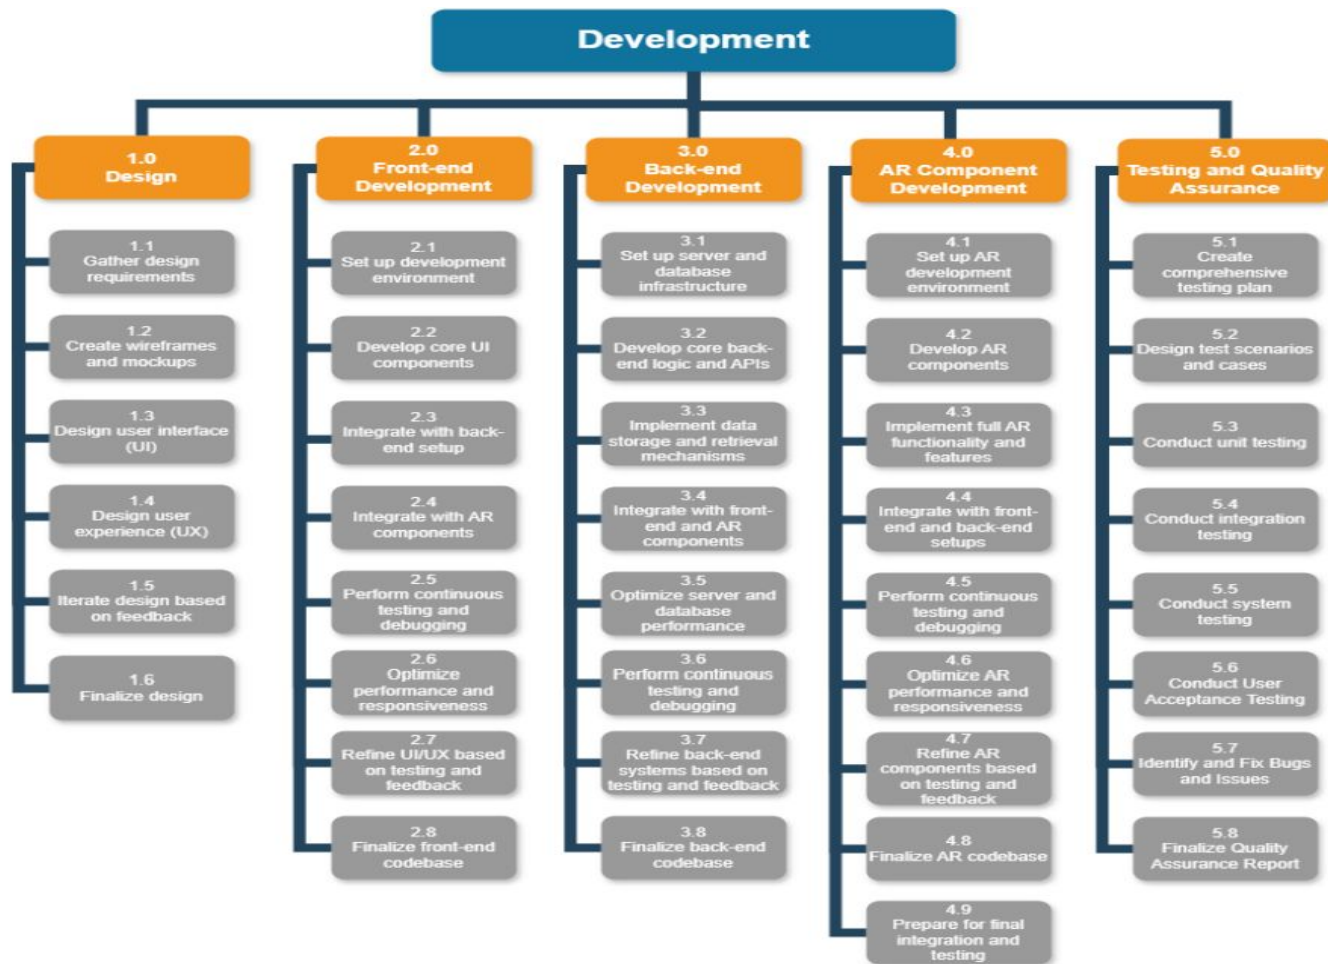 Development
1.0
Design
1.1
Gather design
requirements
1.2
Create wireframes
and mockups
1.3
Design user interface
(UI)
1.4
Design user
experience (UX)
1.5
Iterate design based
on feedback
1.6
Finalize design
2.0
Front-end
Development
2.1
Set up development
environment
2.2
Develop core UI
components
2.3
Integrate with back-
end setup
2.4
Integrate with AR
components
2.5
Perform continuous
testing and
debugging
2.6
Optimize
performance and
responsiveness
2.7
Refine UI/UX based
on testing and
feedback
2.8
Finalize front-end
codebase
3.0
Back-end
Development
3.1
Set up server and
database
infrastructure
3.2
Develop core back-
end logic and APIs
3.3
Implement data
storage and retrieval
mechanisms
3.4
Integrate with front-
end and AR
components
3.5
Optimize server and
database
performance
3.6
Perform continuous
testing and
debugging
3.7
Refine back-end
systems based on
testing and feedback
3.8
Finalize back-end
codebase
4.0
AR Component
Development
4.1
Set up AR
development
environment
4.2
Develop AR
components
4.3
Implement full AR
functionality and
features
4.4
Integrate with front-
end and back-end
setups
4.5
Perform continuous
testing and
debugging
4.6
Optimize AR
performance and
responsiveness
4.7
Refine AR
components based
on testing and
feedback
4.8
Finalize AR codebase
4.9
Prepare for final
integration and
testing
5.0
Testing and Quality
Assurance
5.1
Create
comprehensive
testing plan
5.2
Design test scenarios
and cases
5.3
Conduct unit testing
5.4
Conduct integration
testing
5.5
Conduct system
testing
5.6
Conduct User
Acceptance Testing
5.7
Identify and Fix Bugs
and Issues
5.8
Finalize Quality
Assurance Report